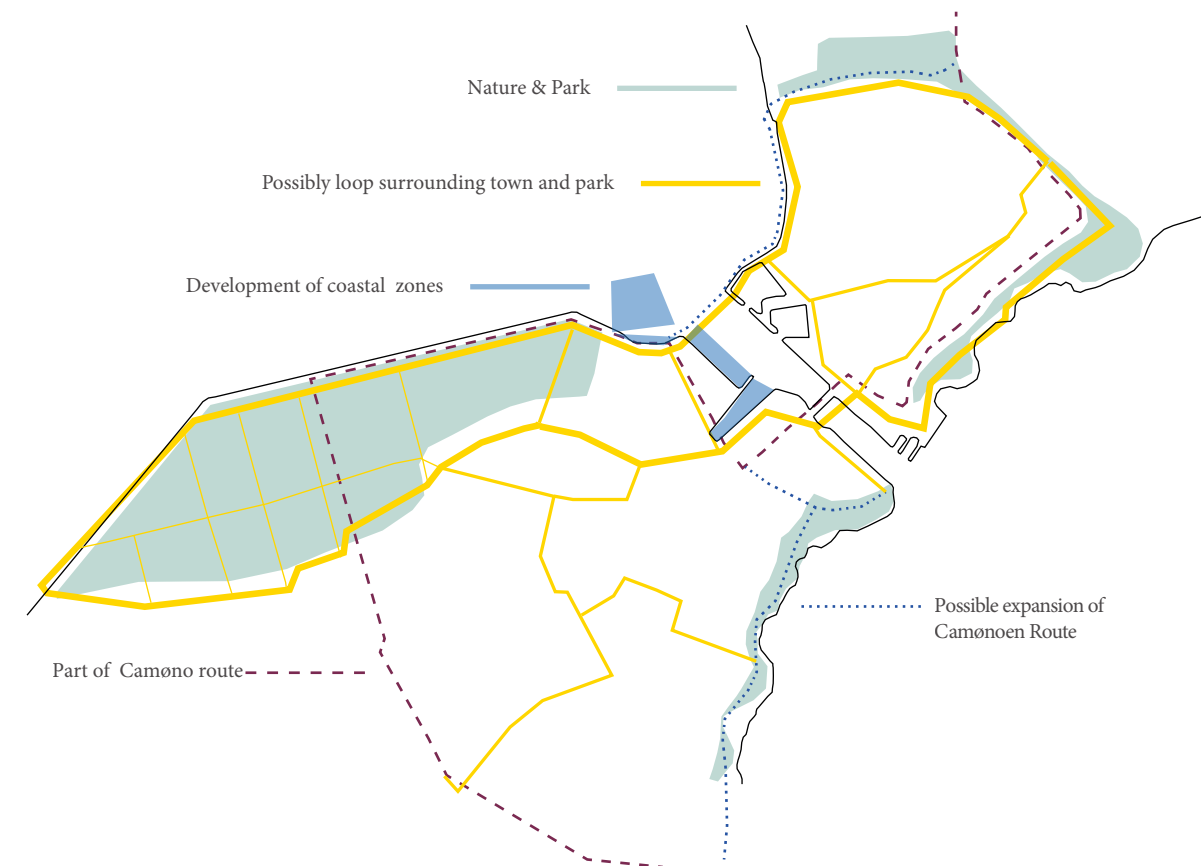 Nature & Park
Possibly loop surrounding town and park
Development of coastal zones
Possible expansion of
Camønoen Route
Part of Camøno route